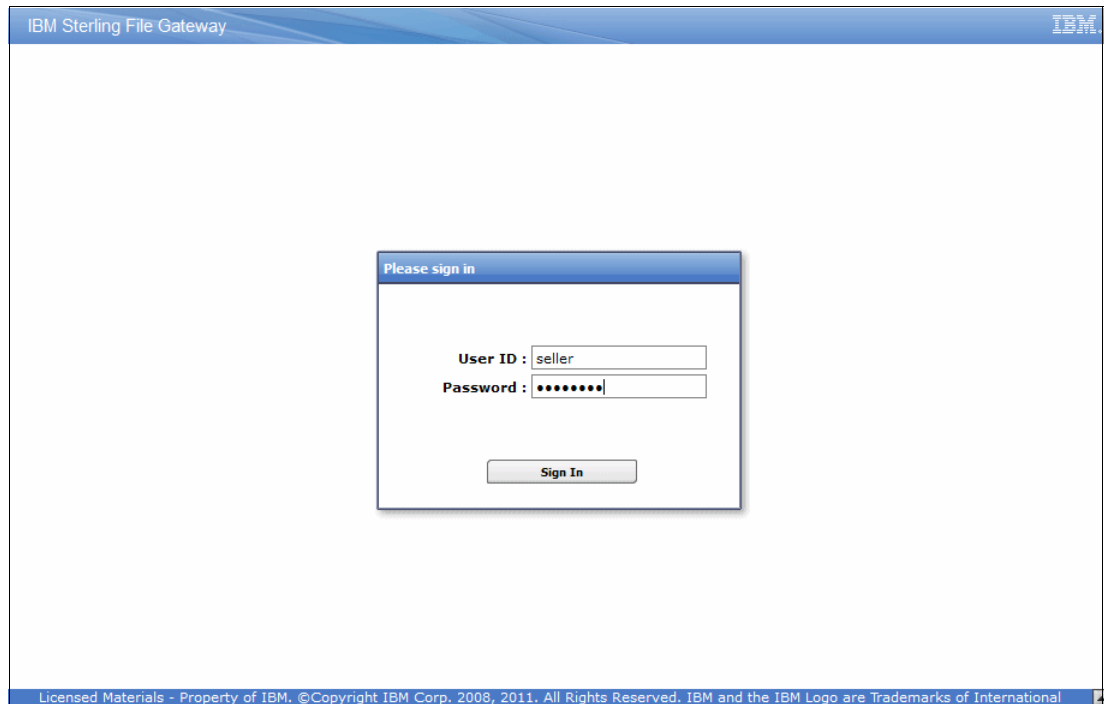 IBM Sterling File Gateway
IBM.
Please sign in
User ID : seller
Password : ••••••••
Sign In
Licensed Materials - Property of IBM. ©Copyright IBM Corp. 2008, 2011. All Rights Reserved. IBM and the IBM Logo are Trademarks of International